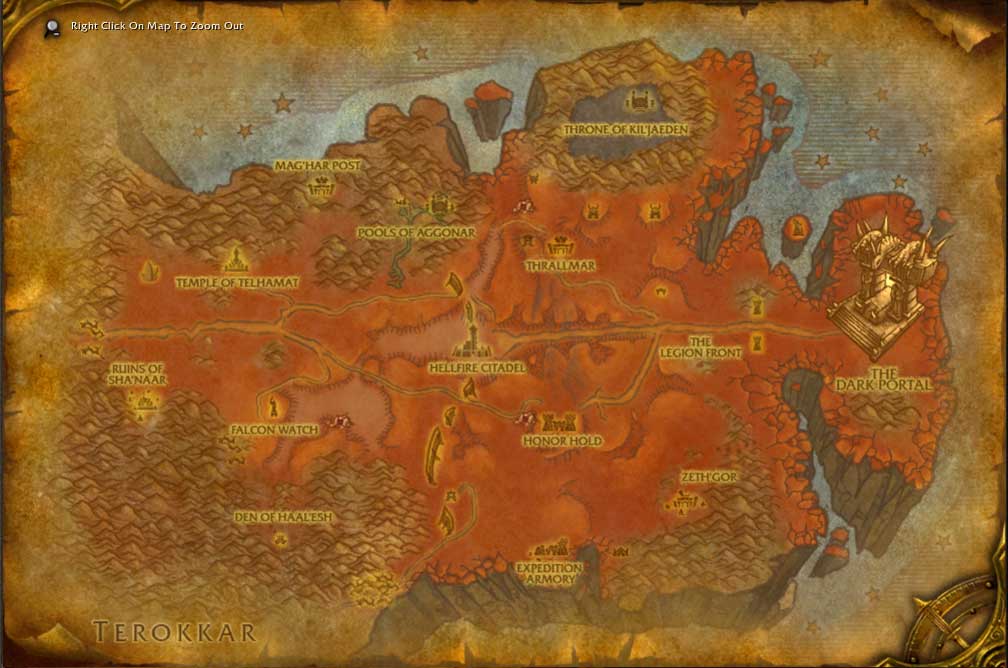 Right Click On Map To Zoom Out
THRONE OF KIL'JAEDEN
MAG'HAR POST
POOLS OF AGGONAR
THRALLMAR
TEMPLE OF TELHAMAT
THE
LEGION FRONT
HELLFIRE CITADEL
RUINS OF
SHA'NAAR
THE
DARK PORTAL
FALCON WATCH
HONOR HOLD
ZETH'GOR
DEN OF HAAL'ESH
EXPEDITION
ARMORY
TEROKKAR